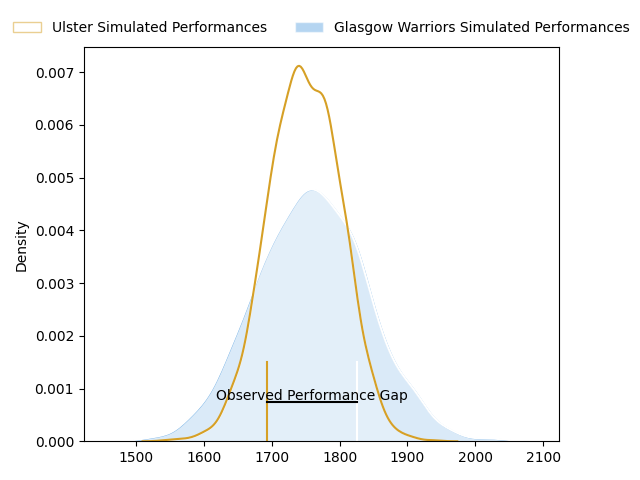 Ulster Simulated Performances
Glasgow Warriors Simulated Performances
0.007
0.006
0.005
0.004
0.003
0.002
0.001
0.000
Density
Observed Performance Gap
1500 1600 1700 1800 1900 2000 2100